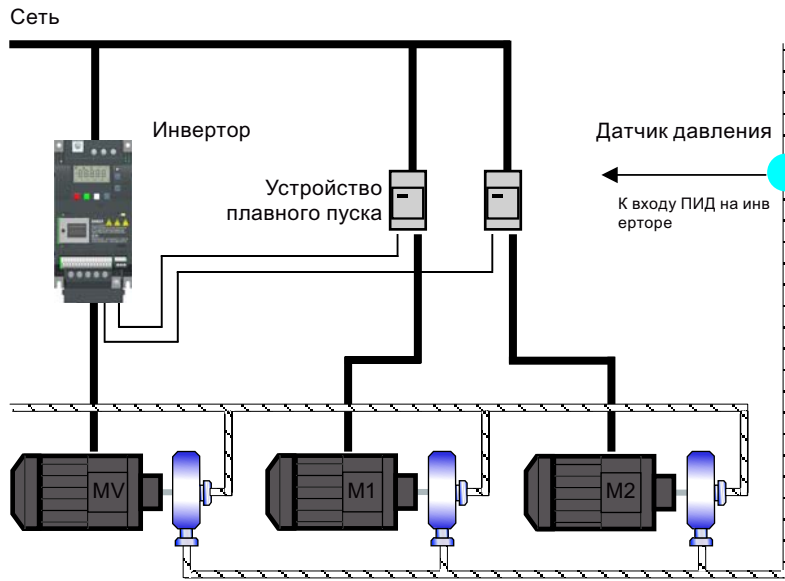 Сеть
Инвертор
Датчик давления
Устройство
плавного пуска
К входу ПИД на инв
ерторе
MV
M1
M2